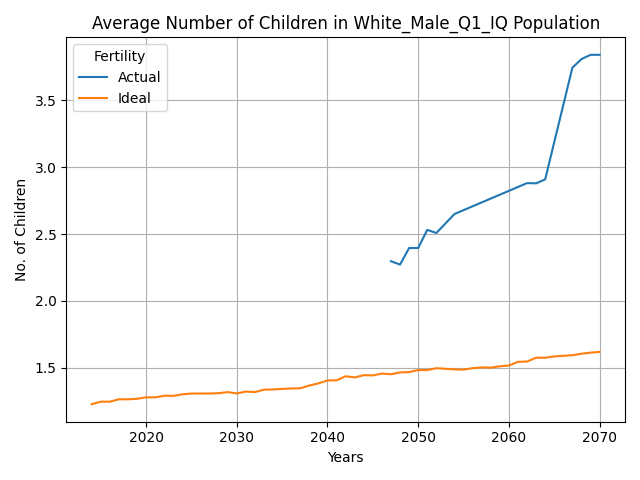 Average Number of Children in White_Male_Q1_IQ Population
Fertility
Actual
Ideal
3.5
3.0
2.5
2.0
1.5
No. of Children
2020 2030 2040 2050 2060 2070
Years